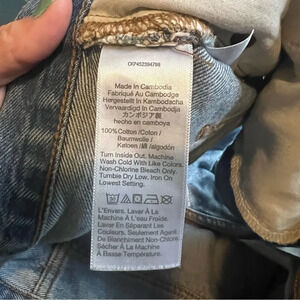 Made In Cambodia
Fabriqué Au Cambodge
Hergestellt In Kambodscha
Vervaardigd In Cambodja
カンボジア製
hecho en camboya
100% Cotton /Coton /
Baumwolle /
Katoen /綿 /algodón
Turn Inside Out. Machine
Wash Cold With Like Colors.
Non-Chlorine Bleach Only.
Tumble Dry Low. Iron On
Lowest Setting.
L'Envers. Laver À La
Machine À L'eau Froide.
Laver En Séparant Les
Couleurs. Seulement Agent
De Blanchiment Non-Chlore.
Sécher À La Machine
À Basse Température.